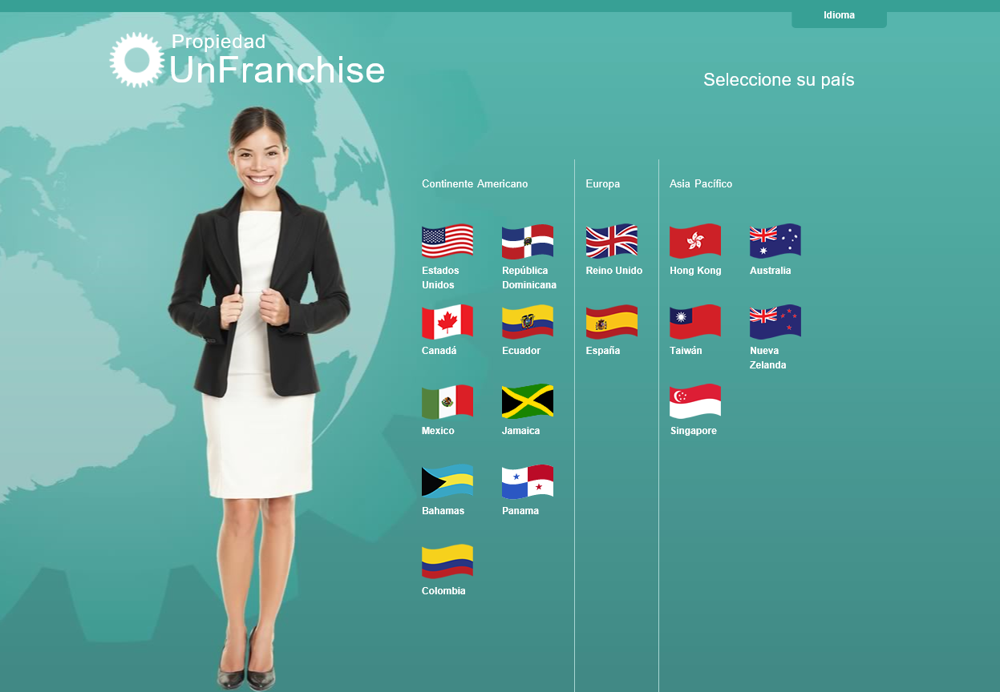 Idioma
Propiedad
UnFranchise
Seleccione su país
Continente Americano
Europa
Asia Pacífico
Estados
Unidos
República
Dominicana
Reino Unido
Hong Kong
Australia
Canadá
Ecuador
España
Taiwán
Nueva
Zelanda
Mexico
Jamaica
Singapore
Bahamas
Panama
Colombia